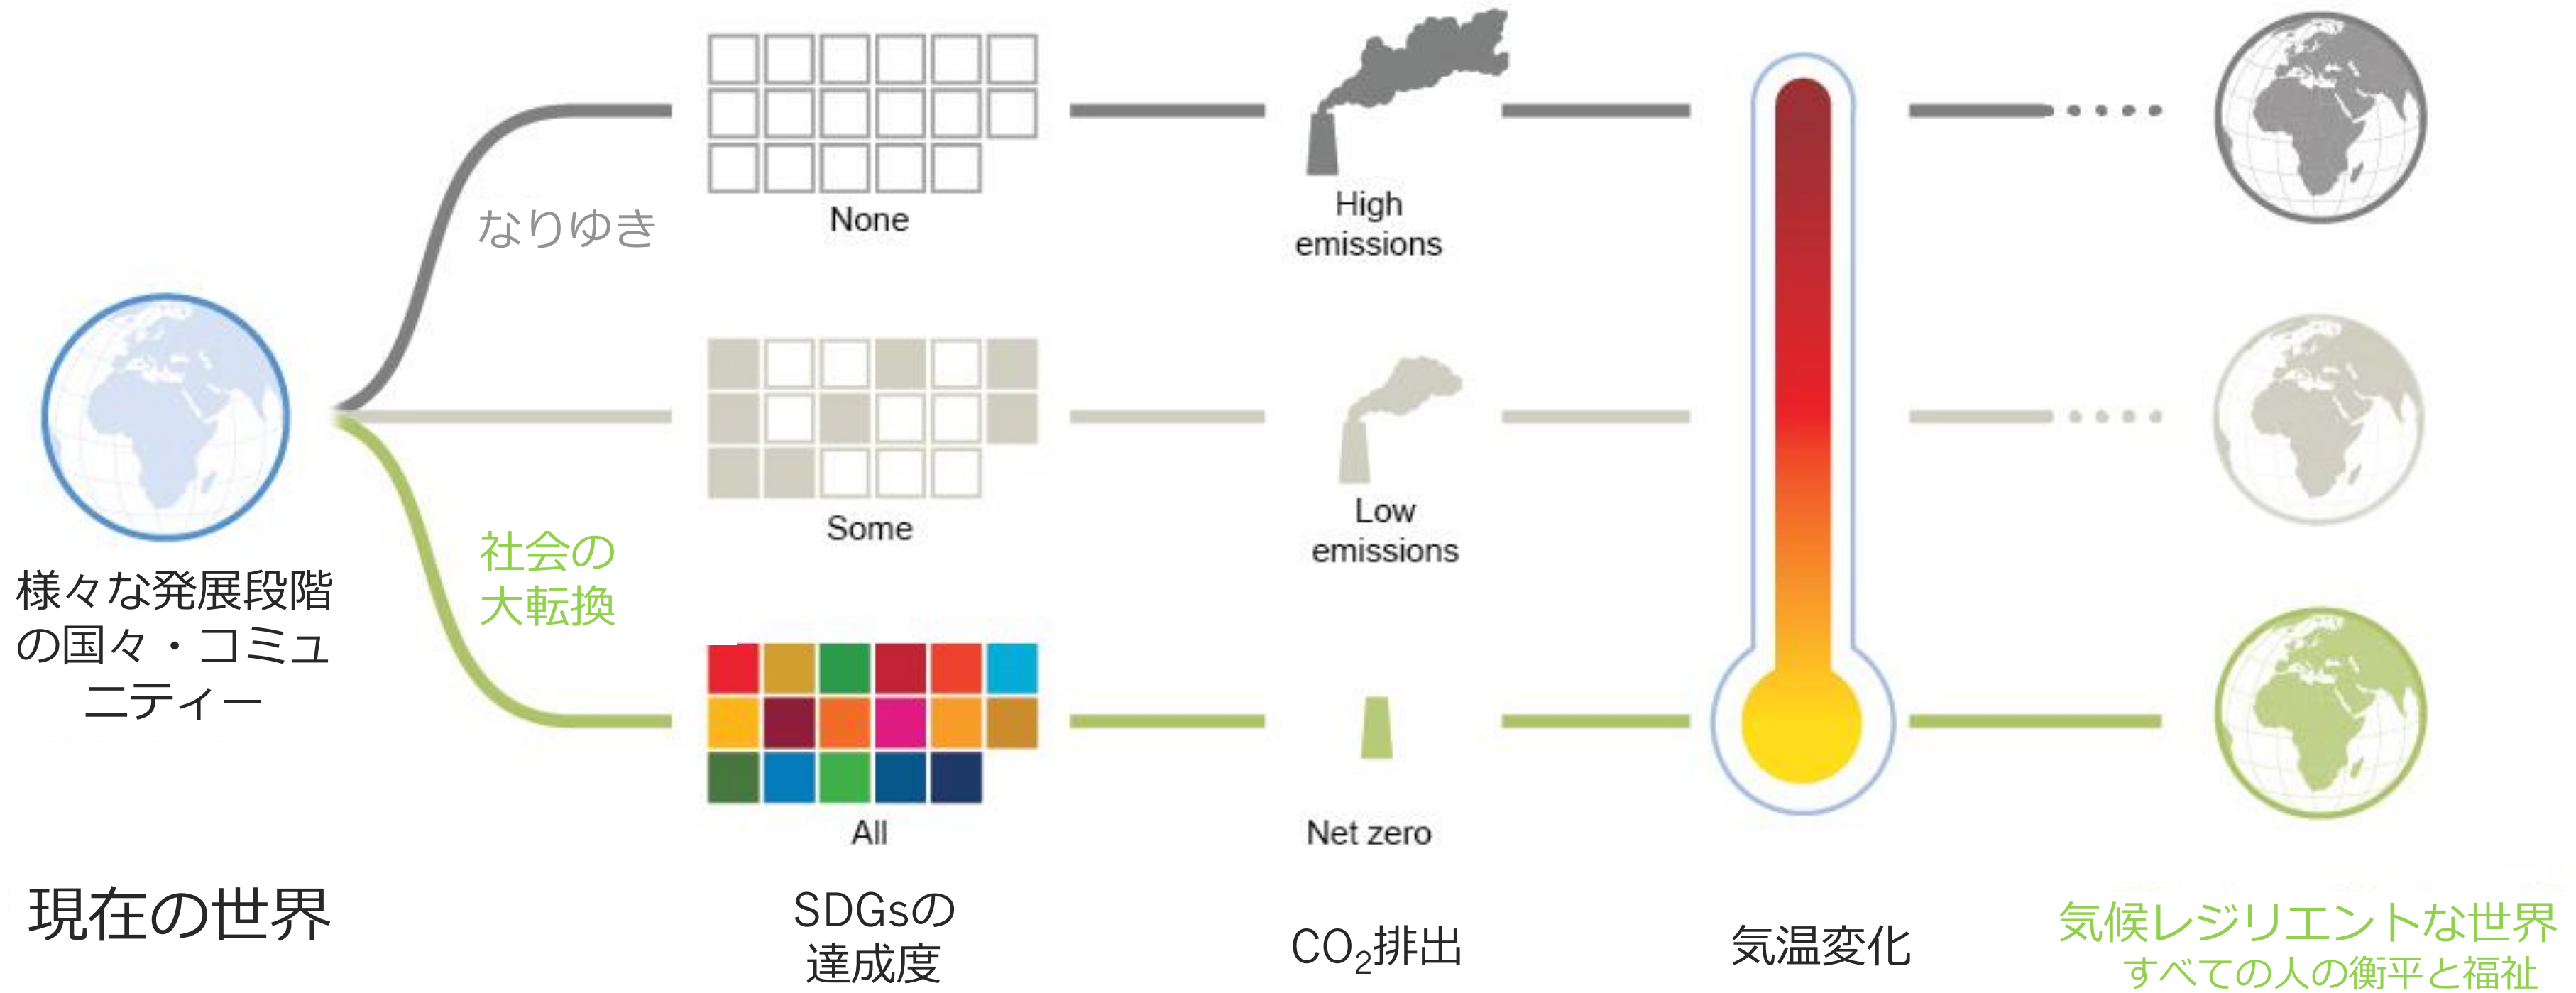 なりゆき
None
High
emissions
Some
Low
emissions
社会の
大転換
様々な発展段階
の国々・コミュ
ニティー
All
Net zero
現在の世界
SDGsの
達成度
CO₂排出
気温変化
気候レジリエントな世界
すべての人の衡平と福祉